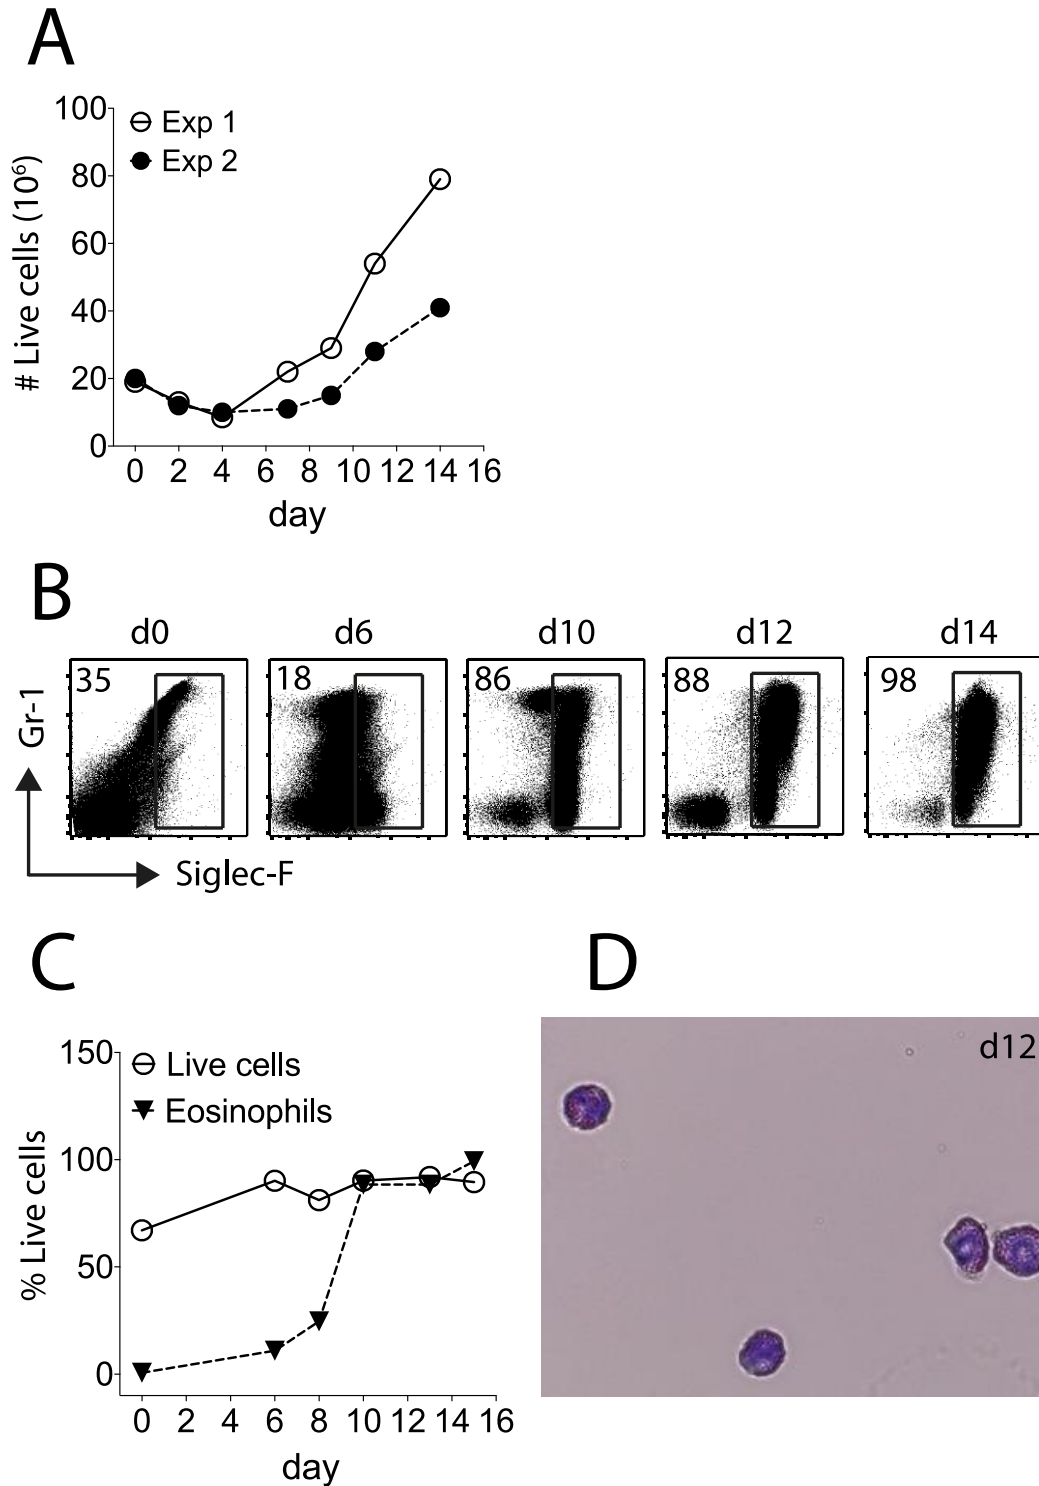 A
100
80
60
40
20
0
# Live cells (10⁶)
Exp 1
Exp 2
0 2 4 6 8 10 12 14 16
day
B
d0 d6 d10 d12 d14
35 18 86 88 98
Gr-1
Siglec-F
C
150
100
50
0
% Live cells
Live cells
Eosinophils
0 2 4 6 8 10 12 14 16
day
D
d12